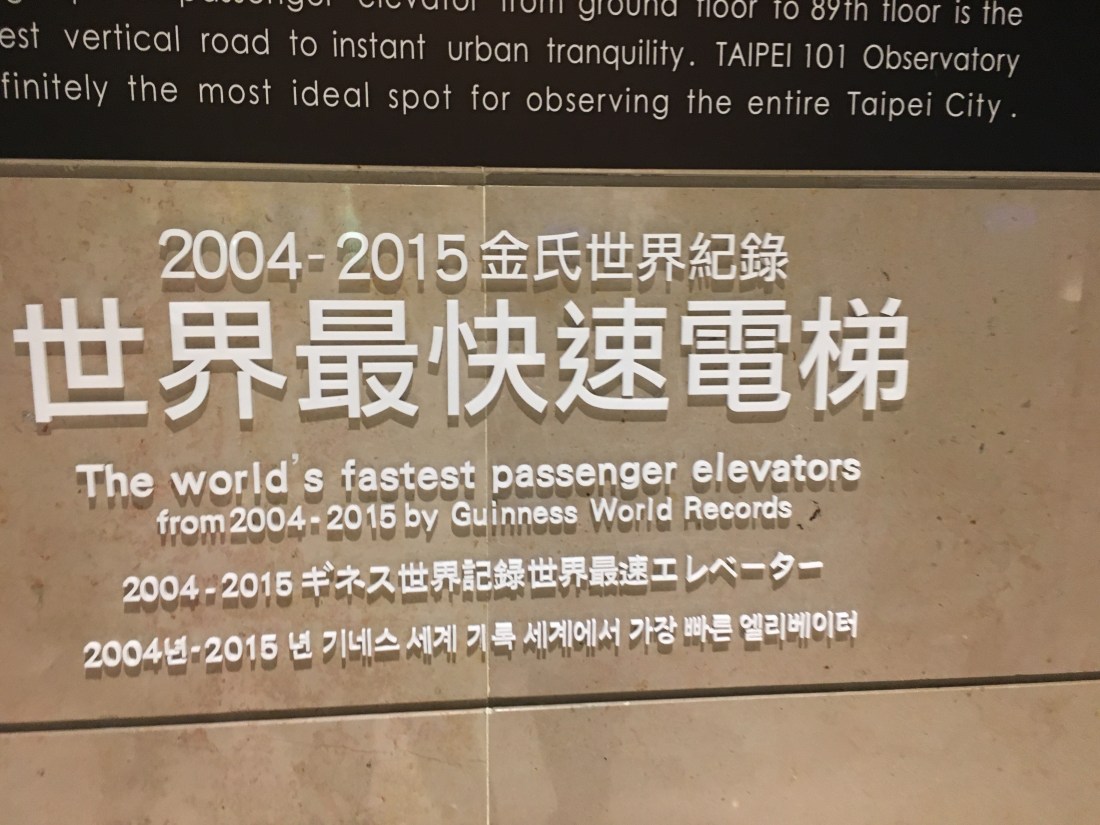 passenger elevator from ground floor to 89th floor is the
est vertical road to instant urban tranquility. TAIPEI 101 Observatory
finitely the most ideal spot for observing the entire Taipei City.
2004-2015金氏世界紀錄
世界最快速電梯
The world's fastest passenger elevators
from 2004-2015 by Guinness World Records
2004-2015 ギネス世界記録世界最速エレベーター
2004년-2015 년 기네스 세계 기록 세계에서 가장 빠른 엘리베이터